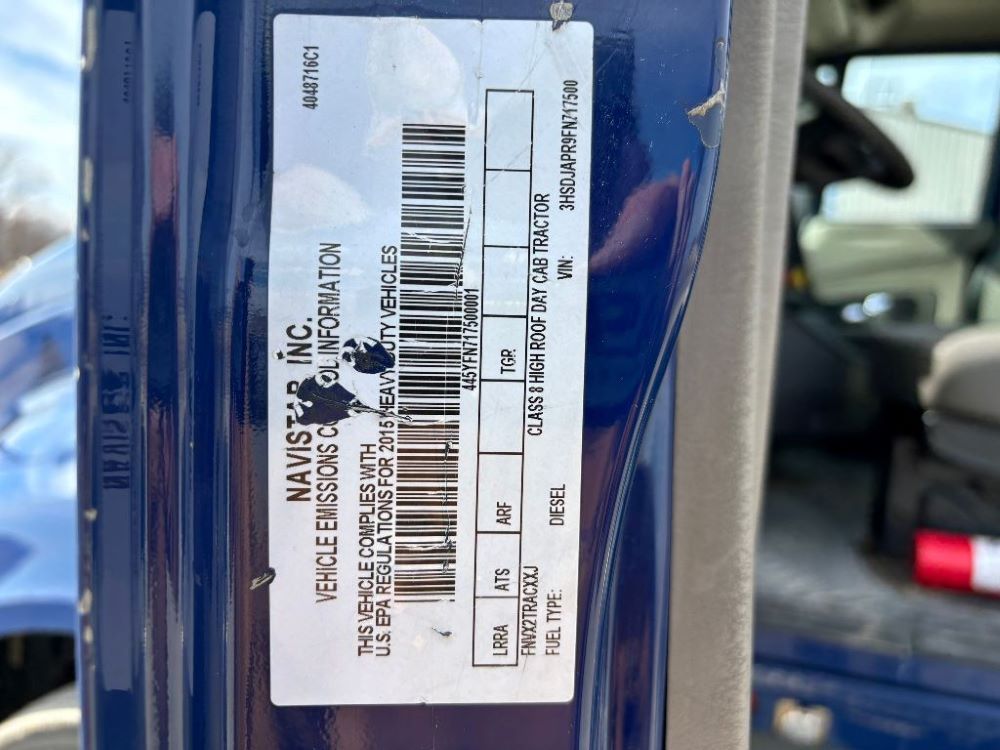 4048716C1
NAVISTAR INC.
VEHICLE EMISSIONS CONTROL INFORMATION
THIS VEHICLE COMPLIES WITH
U.S. EPA REGULATIONS FOR 2015 HEAVY DUTY VEHICLES
445YFN717500001
LRRA ATS ARF TGR
FNVX2TRACXXJ CLASS 8 HIGH ROOF DAY CAB TRACTOR
FUEL TYPE: DIESEL VIN: 3HSDJAPR9FN717500